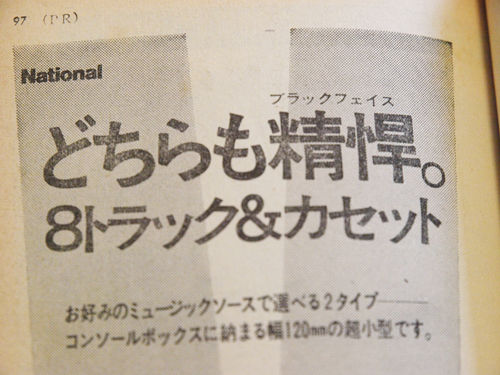 97 (PR)
National
ブラックフェイス
どちらも精悍。
8トラック&カセット
お好みのミュージックソースで選べる2タイプ――
コンソールボックスに納まる幅120mmの超小型です。